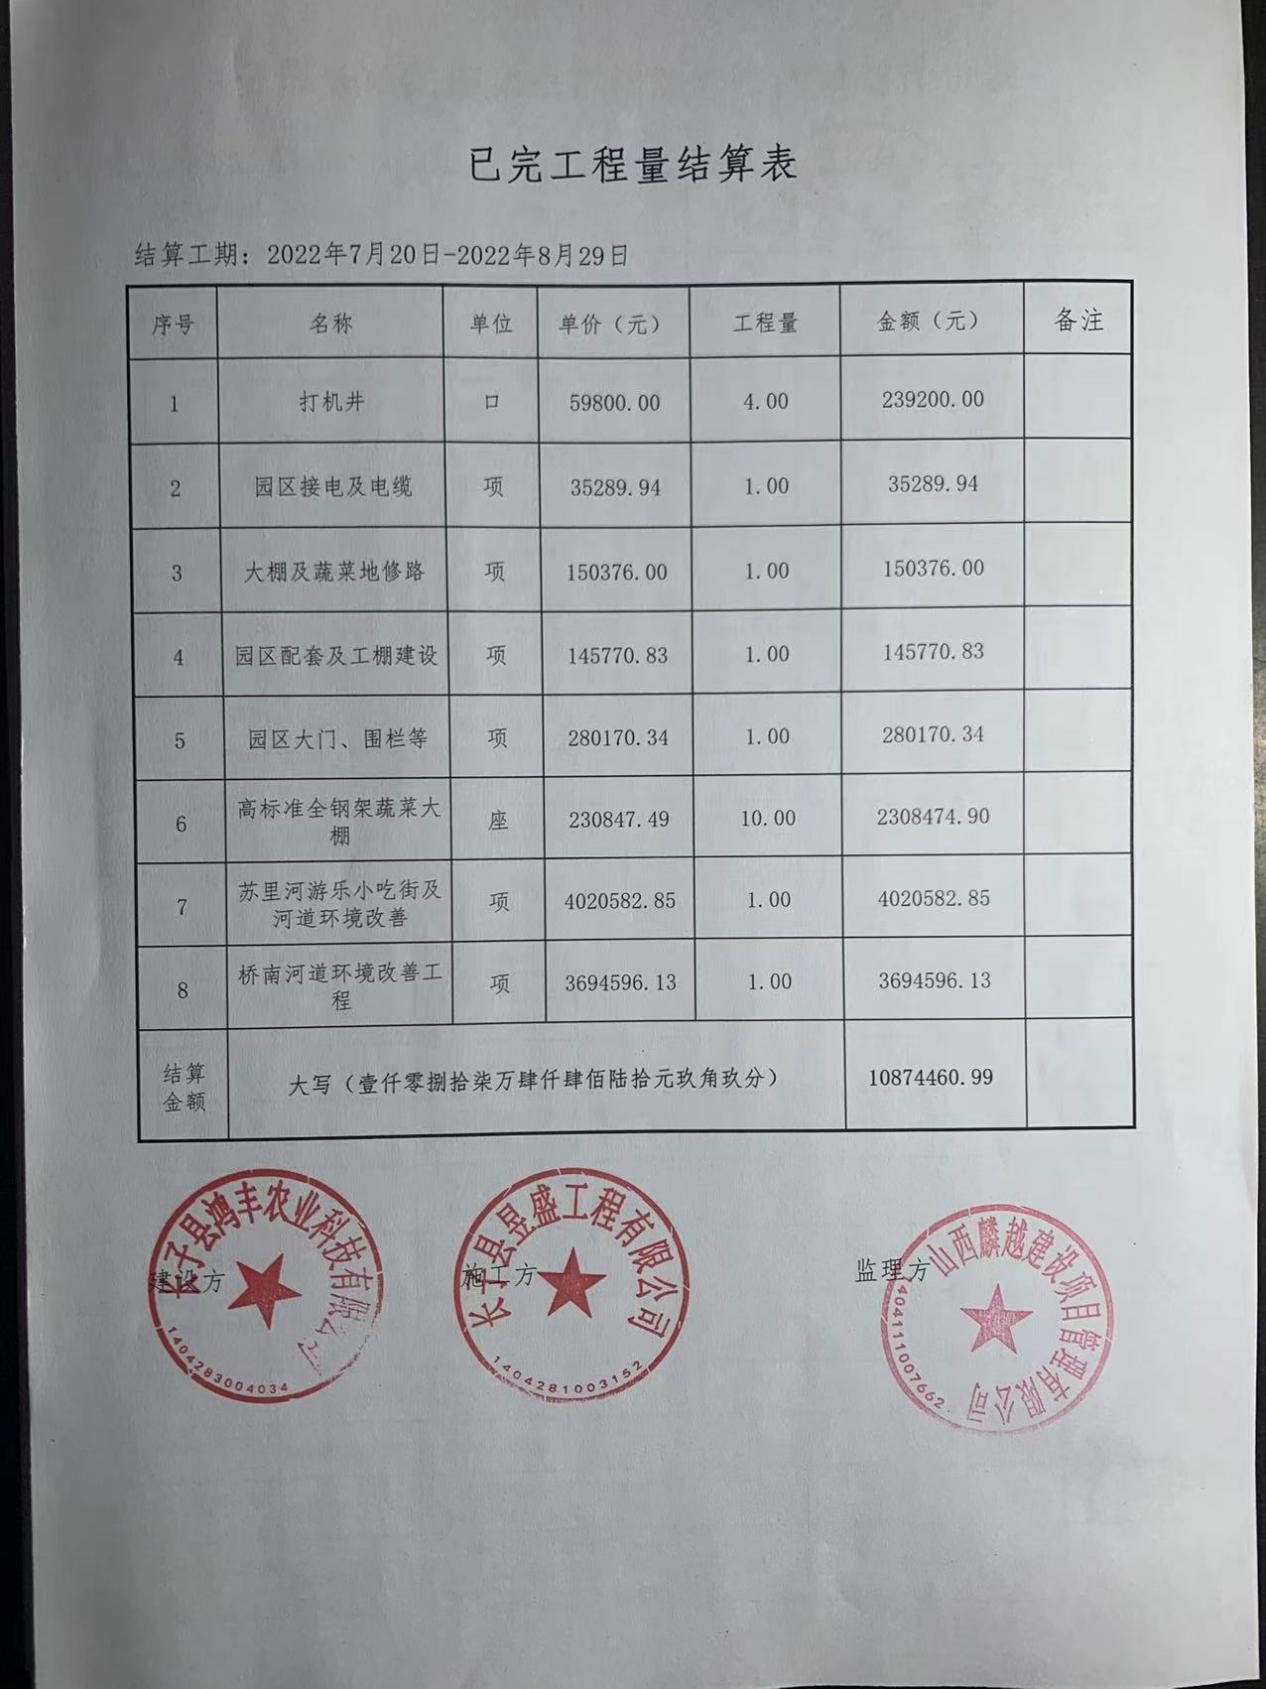 已完工程量结算表
结算工期：2022年7月20日-2022年8月29日
序号 名称 单位 单价（元） 工程量 金额（元） 备注
1 打机井 口 59800.00 4.00 239200.00
2 园区接电及电缆 项 35289.94 1.00 35289.94
3 大棚及蔬菜地修路 项 150376.00 1.00 150376.00
4 园区配套及工棚建设 项 145770.83 1.00 145770.83
5 园区大门、围栏等 项 280170.34 1.00 280170.34
6 高标准全钢架蔬菜大
棚 座 230847.49 10.00 2308474.90
7 苏里河游乐小吃街及
河道环境改善 项 4020582.85 1.00 4020582.85
8 桥南河道环境改善工
程 项 3694596.13 1.00 3694596.13
结算
金额 大写（壹仟零捌拾柒万肆仟肆佰陆拾元玖角玖分） 10874460.99
建设方
长子县鸿丰农业科技有限公司
1404283004034
施工方
长子县昱盛工程有限公司
1404281003152
监理方
山西麟越建设项目管理有限公司
1404111007662